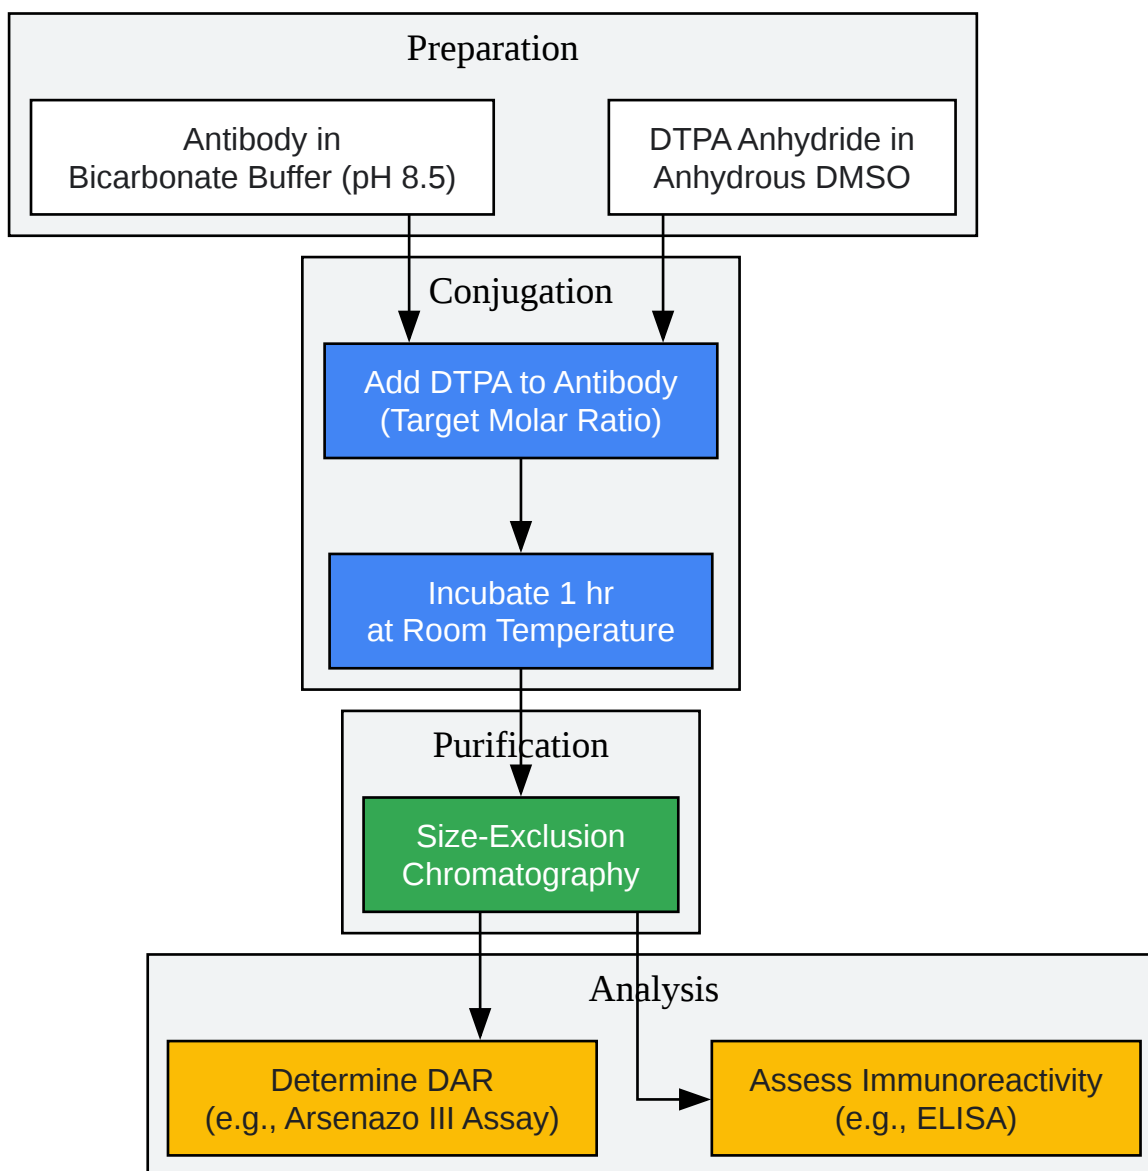 Preparation
Antibody in
Bicarbonate Buffer (pH 8.5)
DTPA Anhydride in
Anhydrous DMSO
Conjugation
Add DTPA to Antibody
(Target Molar Ratio)
Incubate 1 hr
at Room Temperature
Purification
Size-Exclusion
Chromatography
Analysis
Determine DAR
(e.g., Arsenazo III Assay)
Assess Immunoreactivity
(e.g., ELISA)